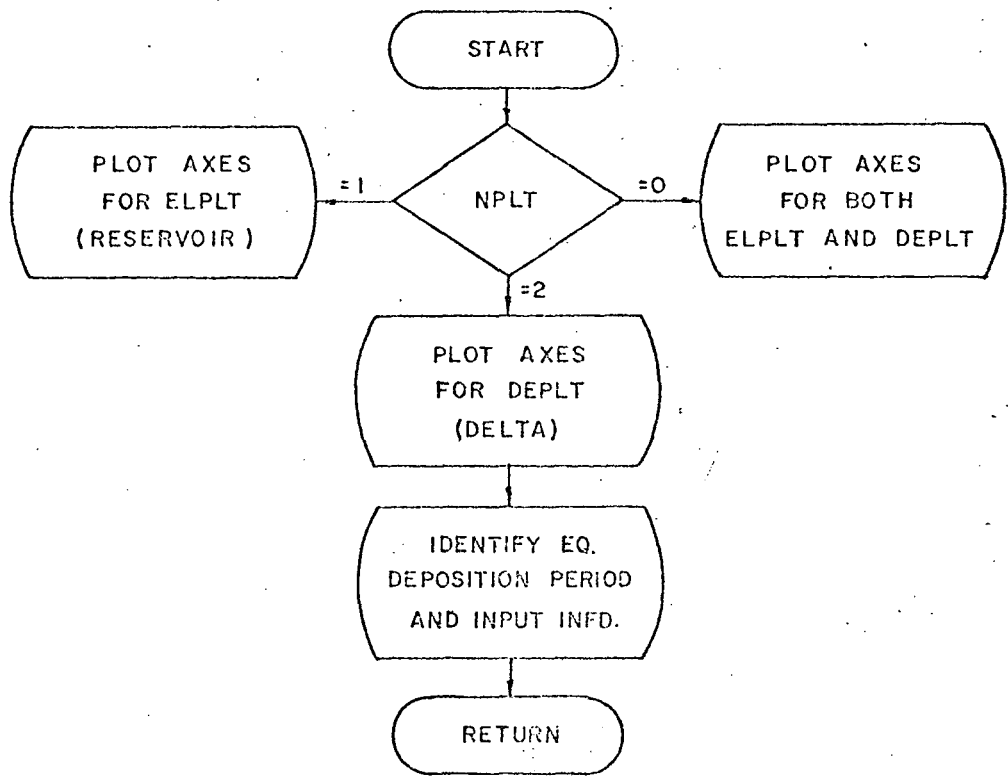 START
PLOT AXES
FOR ELPLT
(RESERVOIR)
=1
NPLT
=0
PLOT AXES
FOR BOTH
ELPLT AND DEPLT
=2
PLOT AXES
FOR DEPLT
(DELTA)
IDENTIFY EQ.
DEPOSITION PERIOD
AND INPUT INFD.
RETURN